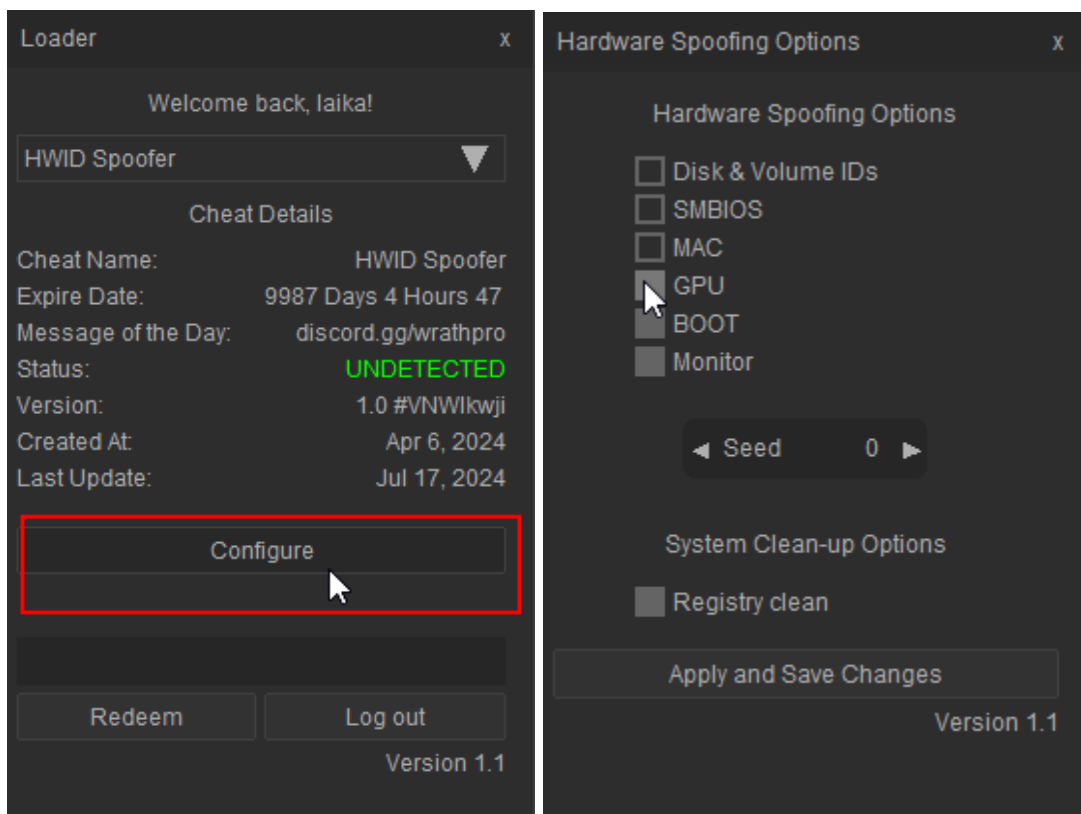 Loader x
Welcome back, laika!
HWID Spoofer
Cheat Details
Cheat Name: HWID Spoofer
Expire Date: 9987 Days 4 Hours 47
Message of the Day: discord.gg/wrathpro
Status: UNDETECTED
Version: 1.0 #VNWIkwji
Created At: Apr 6, 2024
Last Update: Jul 17, 2024
Configure
Redeem Log out
Version 1.1
Hardware Spoofing Options x
Hardware Spoofing Options
Disk & Volume IDs
SMBIOS
MAC
GPU
BOOT
Monitor
Seed 0
System Clean-up Options
Registry clean
Apply and Save Changes
Version 1.1